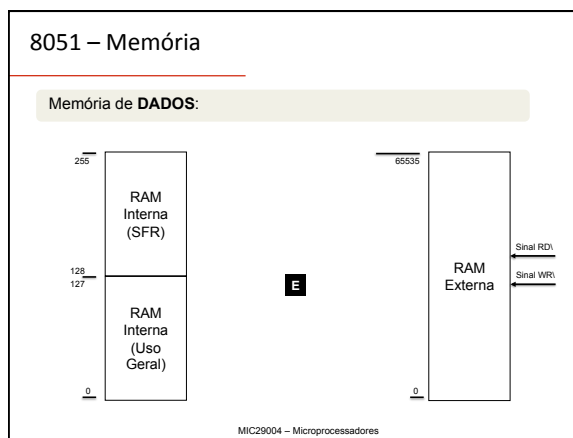 8051 – Memória
Memória de DADOS:
255
RAM
Interna
(SFR)
128
127
RAM
Interna
(Uso
Geral)
0
E
65535
RAM
Externa
Sinal RD\
Sinal WR\
0
MIC29004 – Microprocessadores